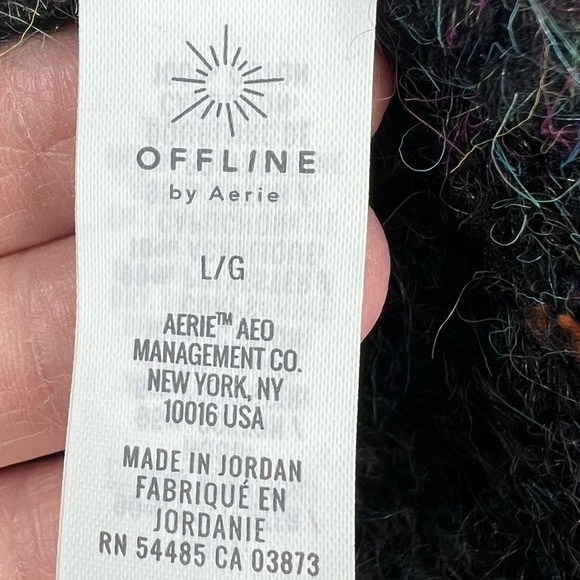 OFFLINE
by Aerie
L/G
AERIE™ AEO
MANAGEMENT CO.
NEW YORK, NY
10016 USA
MADE IN JORDAN
FABRIQUÉ EN
JORDANIE
RN 54485 CA 03873